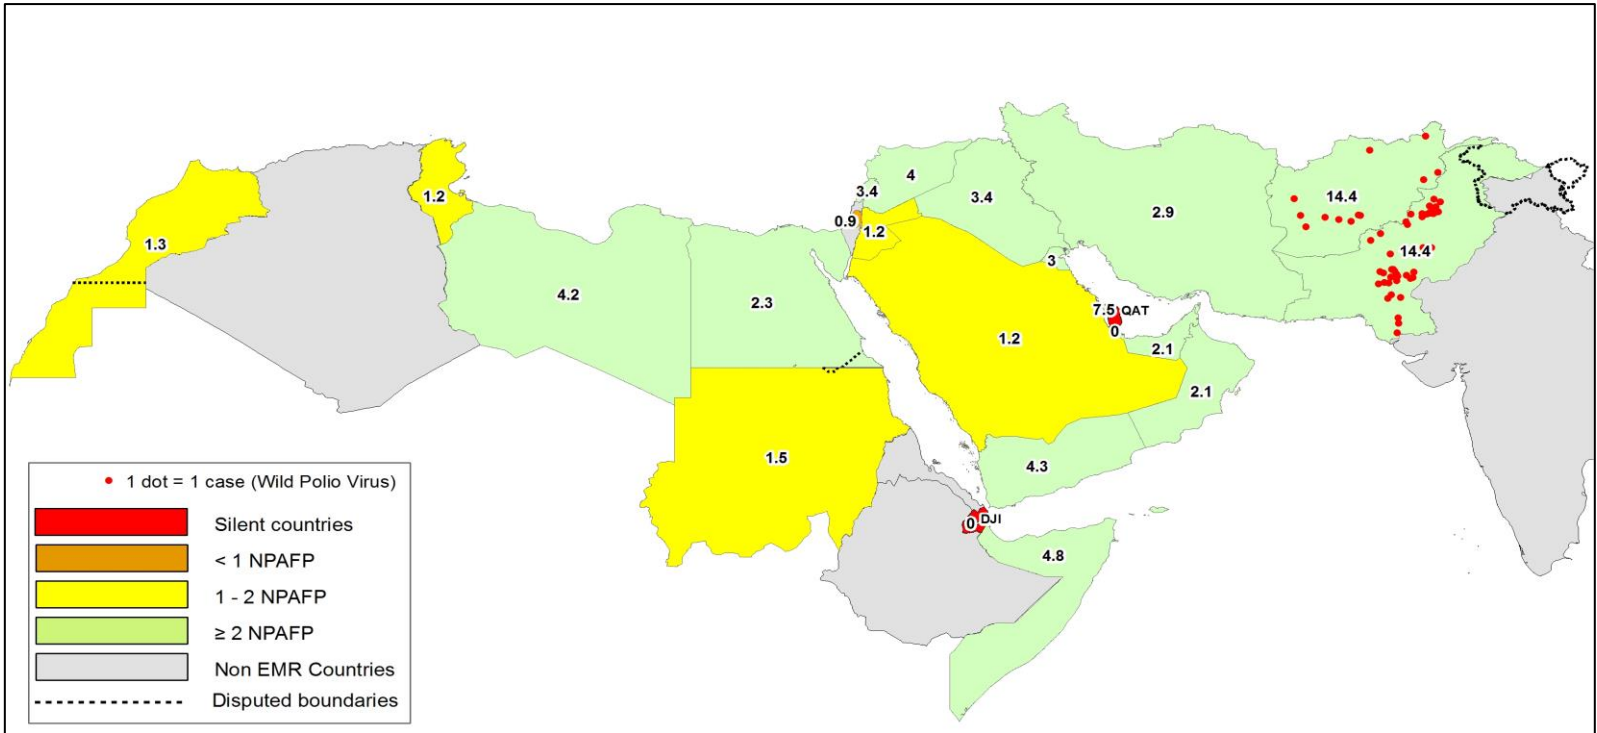 4
3.4
3.4
14.4
1.2
2.9
0.9
1.2
1.3
14.4
3
4.2
2.3
7.5 QAT
0
1.2
2.1
2.1
1.5
4.3
0 DJI
4.8
1 dot = 1 case (Wild Polio Virus)
Silent countries
< 1 NPAFP
1 - 2 NPAFP
≥ 2 NPAFP
Non EMR Countries
Disputed boundaries